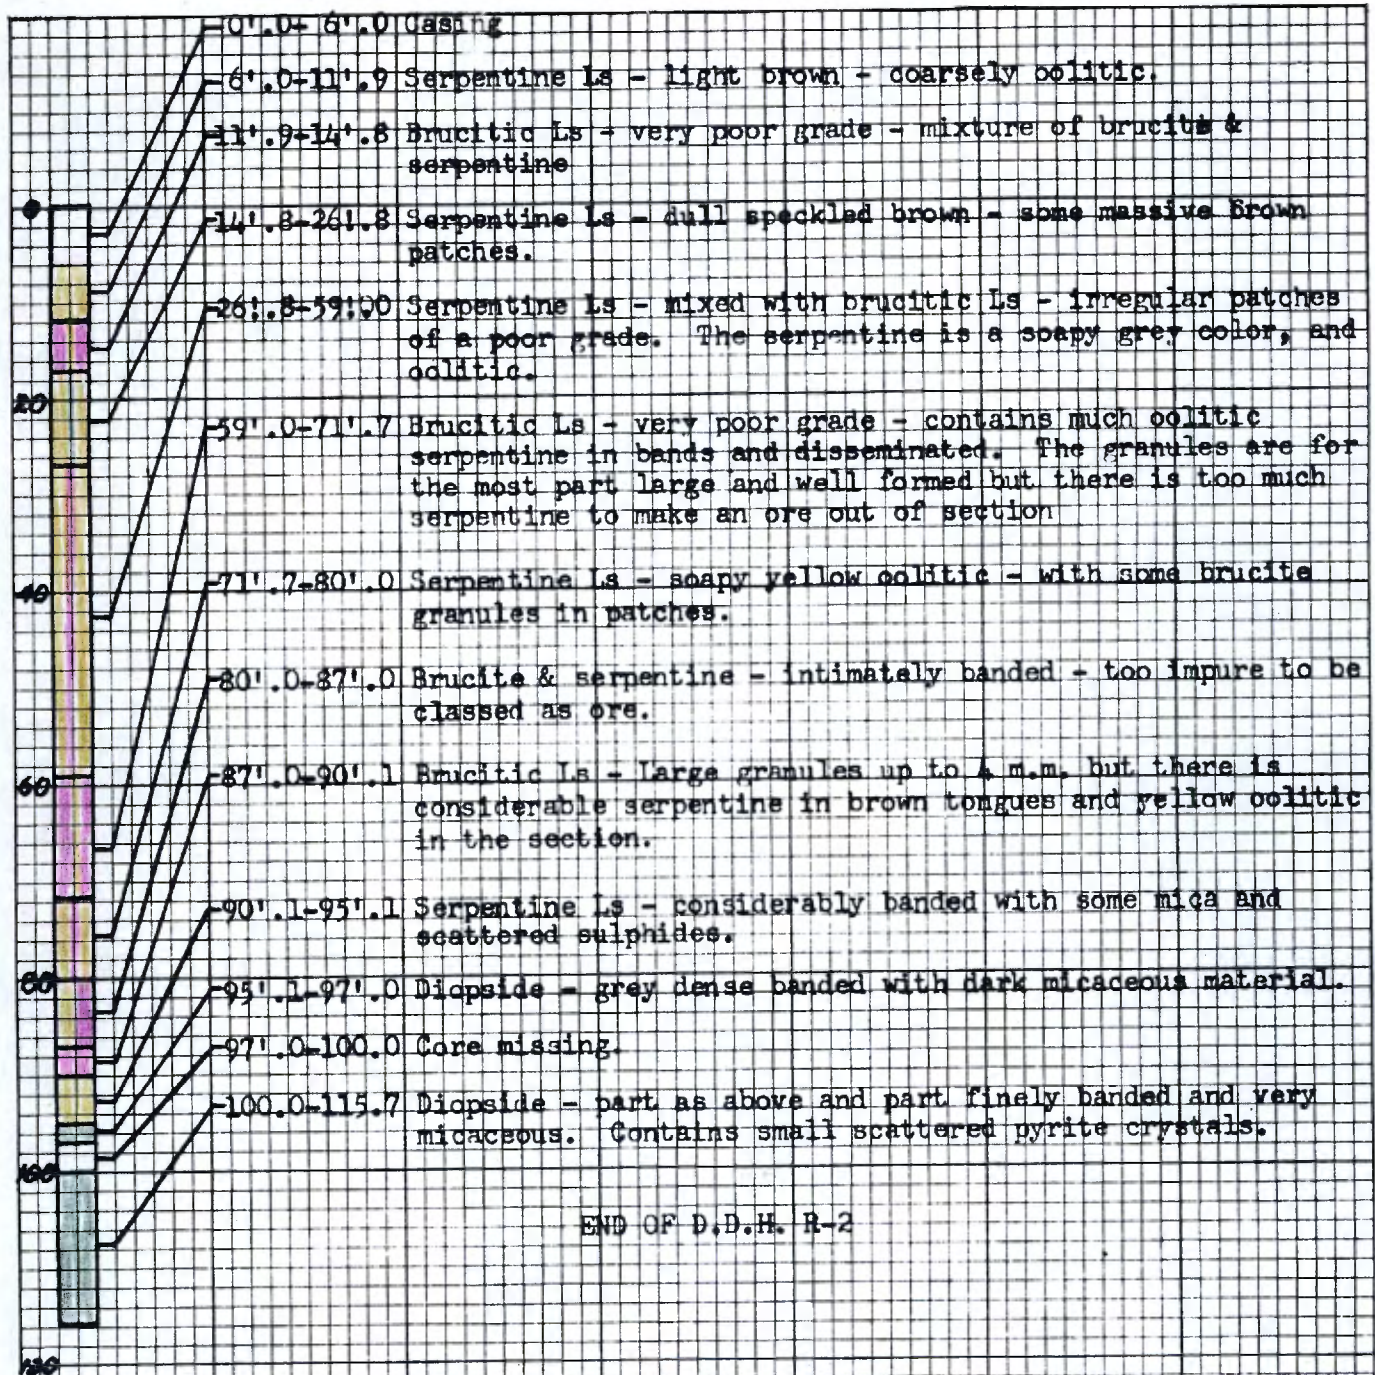 0'.0- 6'.0 Casing
6'.0-11'.9 Serpentine Ls - light brown - coarsely oolitic.
11'.9-14'.8 Brucitic Ls - very poor grade - mixture of brucite &
serpentine
0
14'.8-26'.8 Serpentine Ls - dull speckled brown - some massive brown
patches.
26'.8-59'.00 Serpentine Ls - mixed with brucitic Ls - irregular patches
of a poor grade. The serpentine is a soapy grey color, and
oolitic.
20
59'.0-71'.7 Brucitic Ls - very poor grade - contains much oolitic
serpentine in bands and disseminated. The granules are for
the most part large and well formed but there is too much
serpentine to make an ore out of section
40
71'.7-80'.0 Serpentine Ls - soapy yellow oolitic - with some brucite
granules in patches.
80'.0-87'.0 Brucite & serpentine - intimately banded - too impure to be
classed as ore.
60
87'.0-90'.1 Brucitic Ls - Large granules up to 4 m.m. but there is
considerable serpentine in brown tongues and yellow oolitic
in the section.
90'.1-95'.1 Serpentine Ls - considerably banded with some mica and
scattered sulphides.
80
95'.1-97'.0 Diopside - grey dense banded with dark micaceous material.
97'.0-100.0 Core missing.
100.0-115.7 Diopside - part as above and part finely banded and very
micaceous. Contains small scattered pyrite crystals.
100
END OF D.D.H. R-2
120